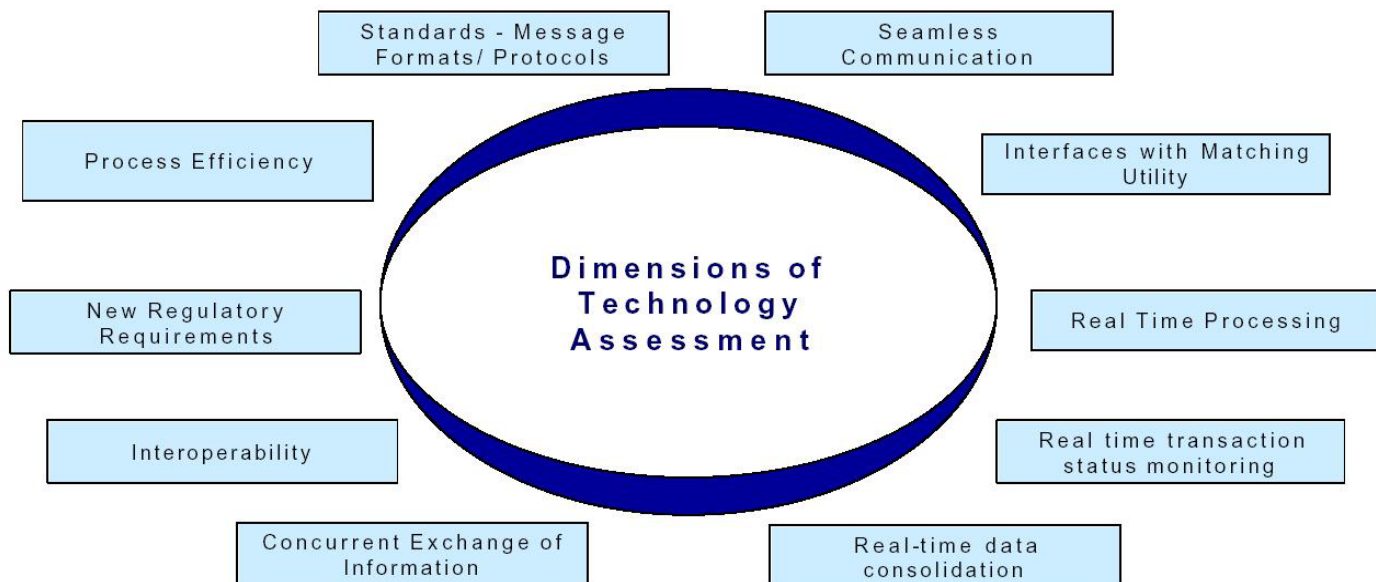 Standards - Message
Formats/ Protocols
Seamless
Communication
Process Efficiency
Interfaces with Matching
Utility
Dimensions of
Technology
Assessment
New Regulatory
Requirements
Real Time Processing
Interoperability
Real time transaction
status monitoring
Concurrent Exchange of
Information
Real-time data
consolidation